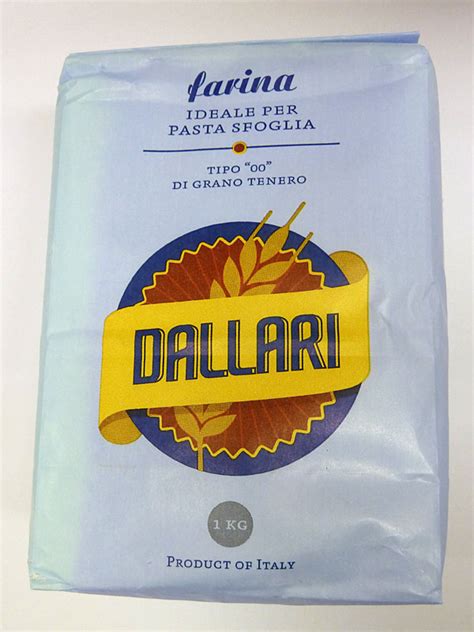 farina
IDEALE PER
PASTA SFOGLIA
TIPO "00"
DI GRANO TENERO
DALLARI
1 KG
PRODUCT OF ITALY